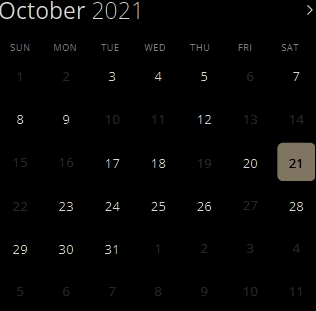 October 2021
SUN MON TUE WED THU FRI SAT
1 2 3 4 5 6 7
8 9 10 11 12 13 14
15 16 17 18 19 20 21
22 23 24 25 26 27 28
29 30 31 1 2 3 4
5 6 7 8 9 10 11